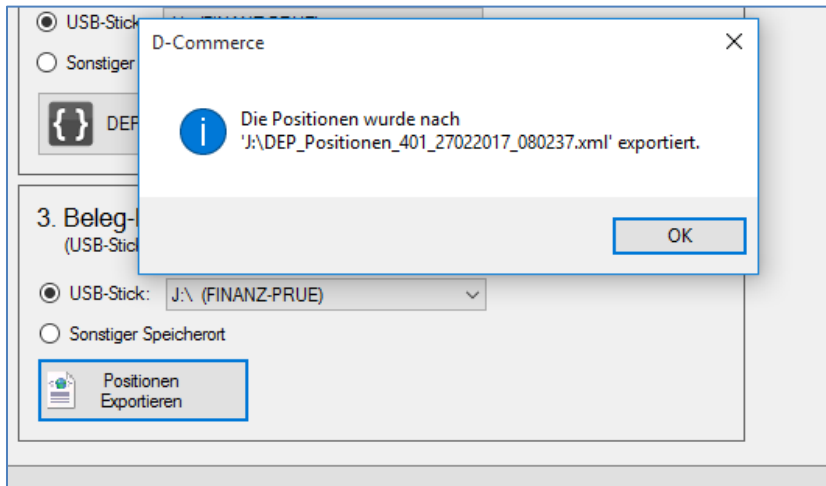 USB-Stick
D-Commerce
Sonstiger
Die Positionen wurde nach
'J:\DEP_Positionen_401_27022017_080237.xml' exportiert.
{} DEP
OK
3. Beleg-
(USB-Stick
USB-Stick: J:\ (FINANZ-PRUE)
Sonstiger Speicherort
Positionen
Exportieren